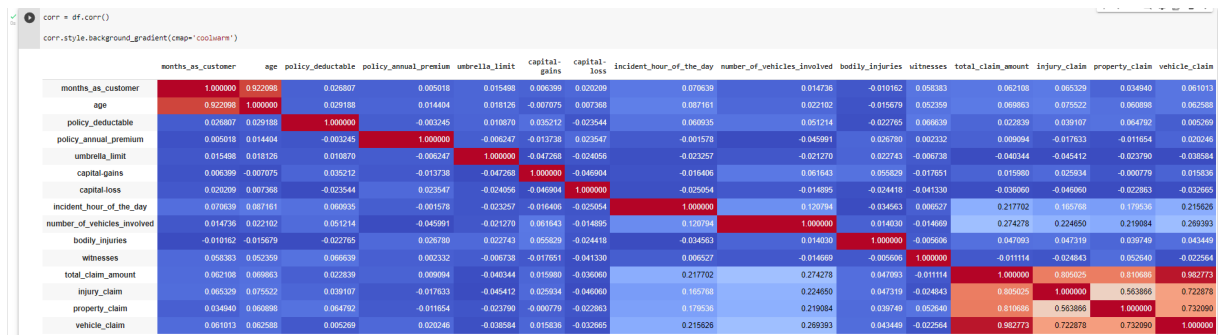 corr = df.corr()
corr.style.background_gradient(cmap='coolwarm')
months_as_customer age policy_deductable policy_annual_premium umbrella_limit capital-gains capital-loss incident_hour_of_the_day number_of_vehicles_involved bodily_injuries witnesses total_claim_amount injury_claim property_claim vehicle_claim
months_as_customer 1.000000 0.922098 0.026807 0.005018 0.015498 0.006399 0.020209 0.070639 0.014736 -0.010162 0.058383 0.062108 0.065329 0.034940 0.061013
age 0.922098 1.000000 0.029188 0.014404 0.018126 -0.007075 0.007368 0.087161 0.022102 -0.015679 0.052359 0.069863 0.075522 0.060898 0.062588
policy_deductable 0.026807 0.029188 1.000000 -0.003245 0.010870 0.035212 -0.023544 0.060935 0.051214 -0.022765 0.066639 0.022839 0.039107 0.064792 0.005269
policy_annual_premium 0.005018 0.014404 -0.003245 1.000000 -0.006247 -0.013738 0.023547 -0.001578 -0.045991 0.026780 0.002332 0.009094 -0.017633 -0.011654 0.020246
umbrella_limit 0.015498 0.018126 0.010870 -0.006247 1.000000 -0.047268 -0.024056 -0.023257 -0.021270 0.022743 -0.006738 -0.040344 -0.045412 -0.023790 -0.038584
capital-gains 0.006399 -0.007075 0.035212 -0.013738 -0.047268 1.000000 -0.046904 -0.016406 0.061643 0.055829 -0.017651 0.015980 0.025934 -0.000779 0.015836
capital-loss 0.020209 0.007368 -0.023544 0.023547 -0.024056 -0.046904 1.000000 -0.025054 -0.014895 -0.024418 -0.041330 -0.036060 -0.046060 -0.022863 -0.032665
incident_hour_of_the_day 0.070639 0.087161 0.060935 -0.001578 -0.023257 -0.016406 -0.025054 1.000000 0.120794 -0.034563 0.006527 0.217702 0.165768 0.179536 0.215626
number_of_vehicles_involved 0.014736 0.022102 0.051214 -0.045991 -0.021270 0.061643 -0.014895 0.120794 1.000000 0.014030 -0.014669 0.274278 0.224650 0.219084 0.269393
bodily_injuries -0.010162 -0.015679 -0.022765 0.026780 0.022743 0.055829 -0.024418 -0.034563 0.014030 1.000000 -0.005606 0.047093 0.047319 0.039749 0.043449
witnesses 0.058383 0.052359 0.066639 0.002332 -0.006738 -0.017651 -0.041330 0.006527 -0.014669 -0.005606 1.000000 -0.011114 -0.024843 0.052640 -0.022564
total_claim_amount 0.062108 0.069863 0.022839 0.009094 -0.040344 0.015980 -0.036060 0.217702 0.274278 0.047093 -0.011114 1.000000 0.805025 0.810686 0.982773
injury_claim 0.065329 0.075522 0.039107 -0.017633 -0.045412 0.025934 -0.046060 0.165768 0.224650 0.047319 -0.024843 0.805025 1.000000 0.563866 0.722878
property_claim 0.034940 0.060898 0.064792 -0.011654 -0.023790 -0.000779 -0.022863 0.179536 0.219084 0.039749 0.052640 0.810686 0.563866 1.000000 0.732090
vehicle_claim 0.061013 0.062588 0.005269 0.020246 -0.038584 0.015836 -0.032665 0.215626 0.269393 0.043449 -0.022564 0.982773 0.722878 0.732090 1.000000